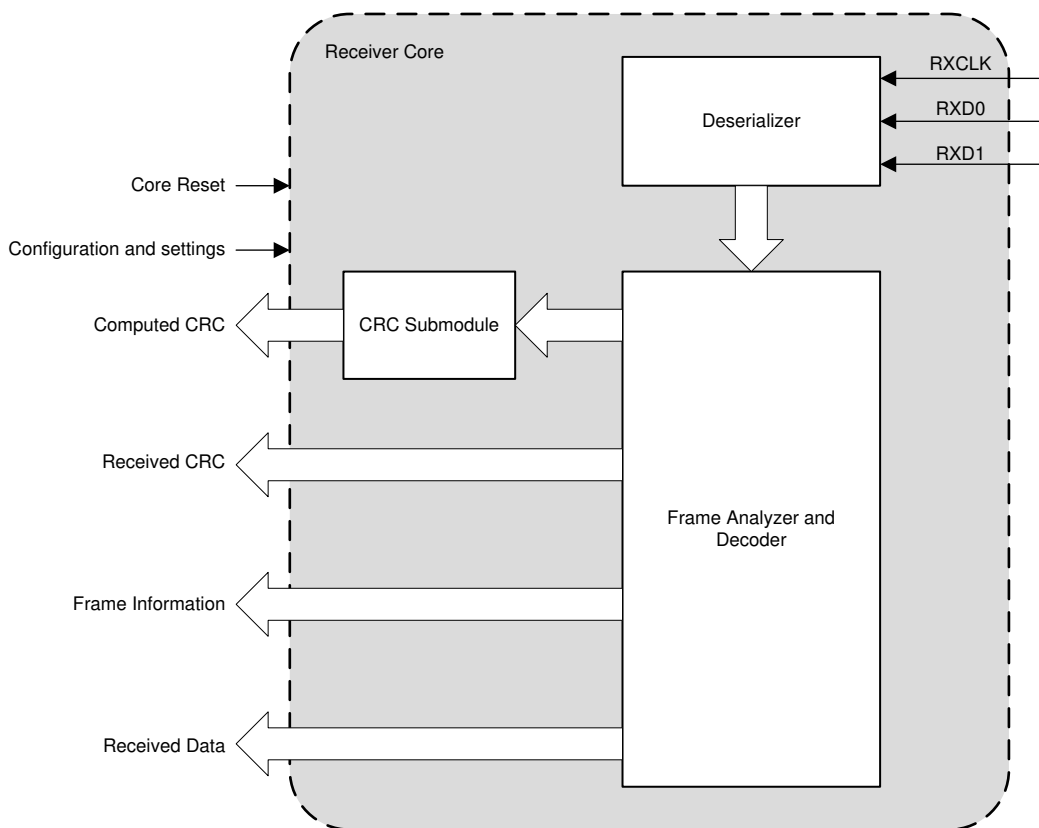 Receiver Core
RXCLK
Deserializer
RXD0
RXD1
Core Reset
Configuration and settings
Computed CRC
CRC Submodule
Received CRC
Frame Analyzer and
Decoder
Frame Information
Received Data